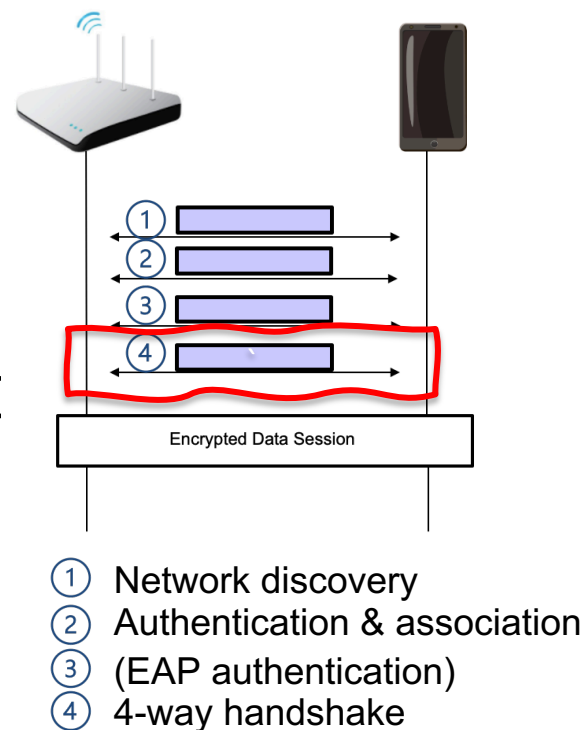 1
2
3
4
Encrypted Data Session
1 Network discovery
2 Authentication & association
3 (EAP authentication)
4 4-way handshake